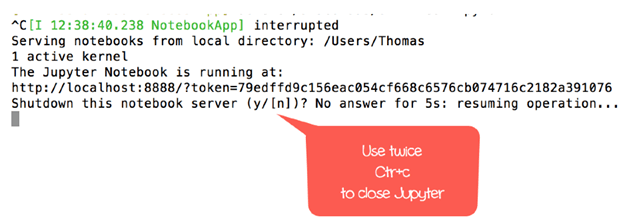 ^C[I 12:38:40.238 NotebookApp] interrupted
Serving notebooks from local directory: /Users/Thomas
1 active kernel
The Jupyter Notebook is running at:
http://localhost:8888/?token=79edffd9c156eac054cf668c6576cb074716c2182a391076
Shutdown this notebook server (y/[n])? No answer for 5s: resuming operation...
Use twice
Ctr+c
to close Jupyter